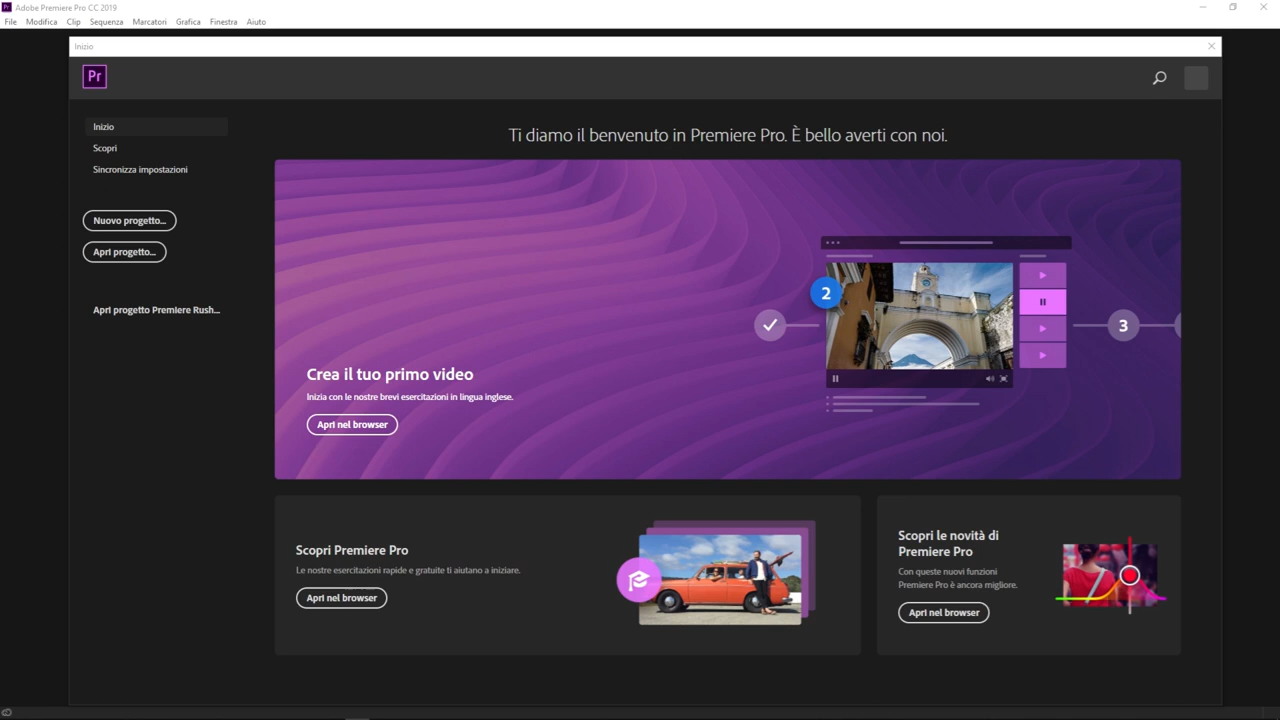 Pr Adobe Premiere Pro CC 2019
File Modifica Clip Sequenza Marcatori Grafica Finestra Aiuto
Inizio
Pr
Inizio
Scopri
Sincronizza impostazioni
Nuovo progetto...
Apri progetto...
Apri progetto Premiere Rush...
Ti diamo il benvenuto in Premiere Pro. È bello averti con noi.
2
3
Crea il tuo primo video
Inizia con le nostre brevi esercitazioni in lingua inglese.
Apri nel browser
Scopri Premiere Pro
Le nostre esercitazioni rapide e gratuite ti aiutano a iniziare.
Apri nel browser
Scopri le novità di
Premiere Pro
Con queste nuovi funzioni
Premiere Pro è ancora migliore.
Apri nel browser